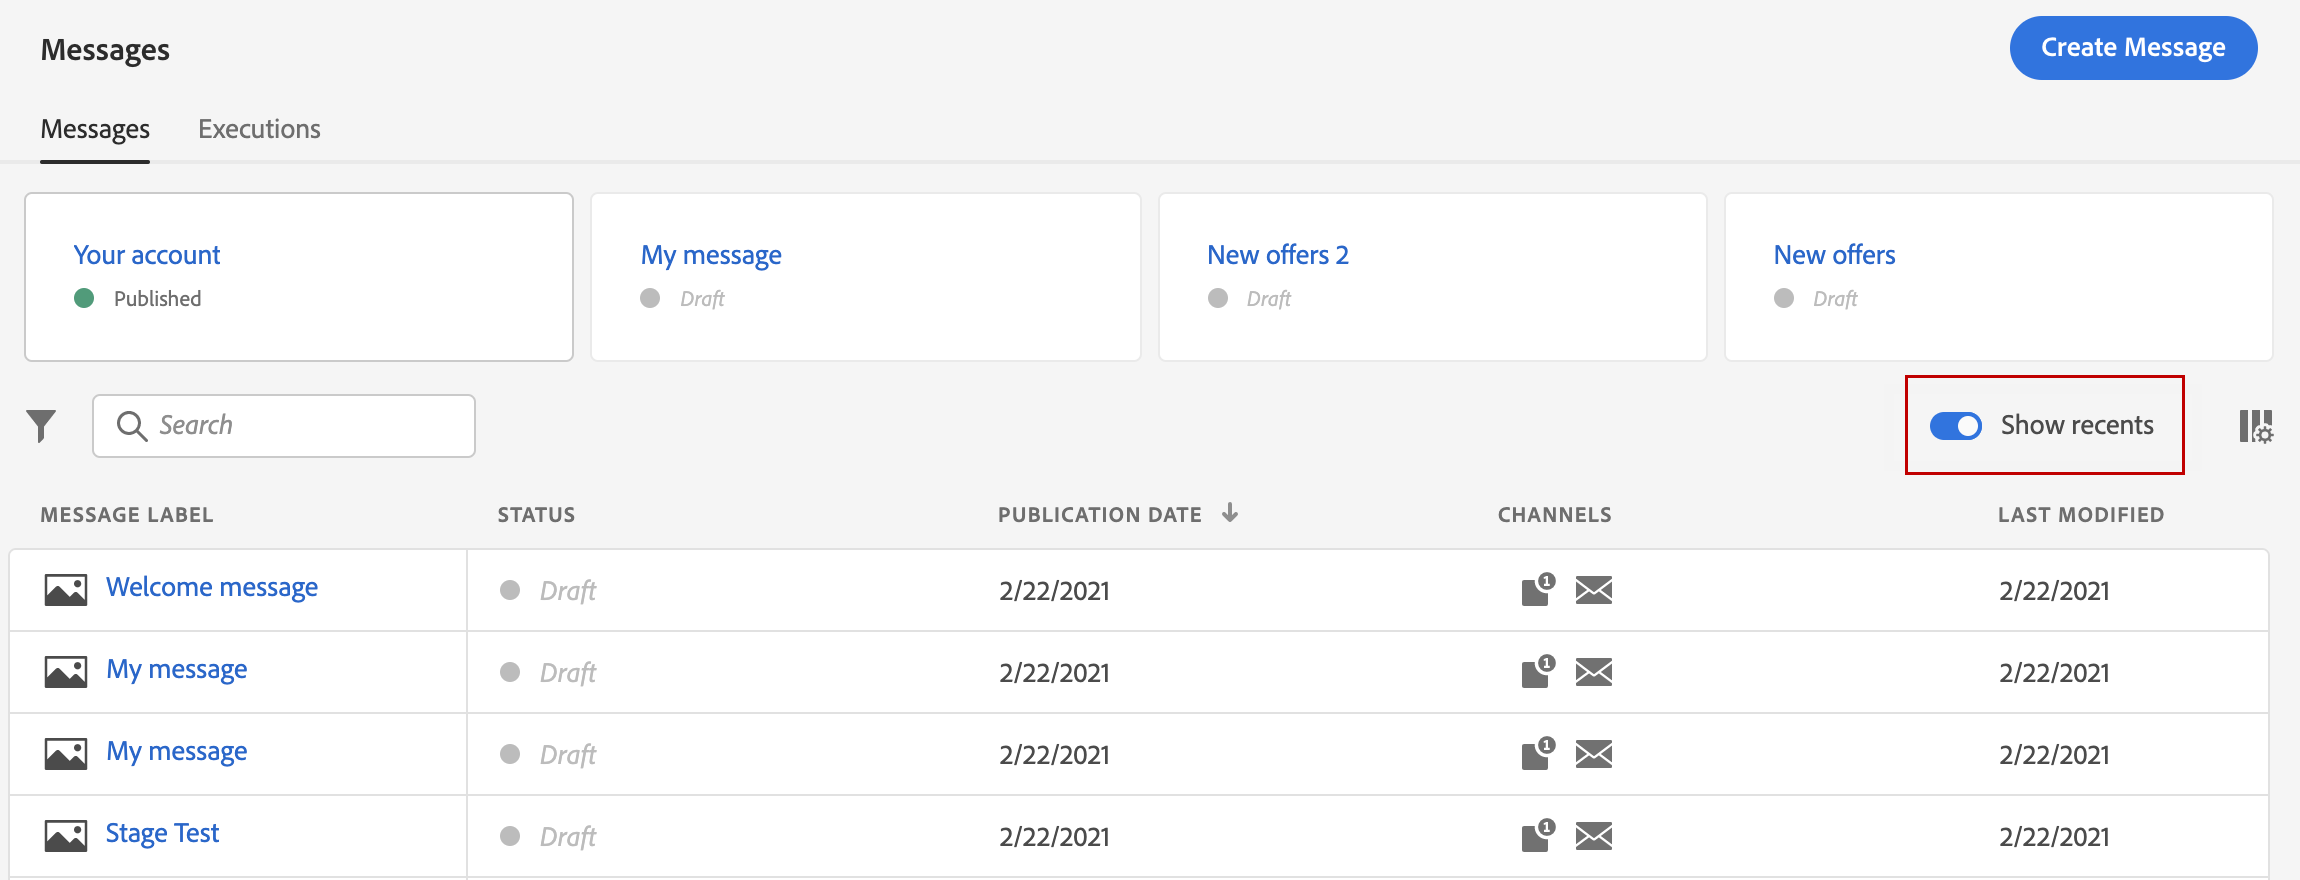 Messages
Create Message
Messages Executions
Your account My message New offers 2 New offers
Published Draft Draft Draft
Search Show recents
MESSAGE LABEL STATUS PUBLICATION DATE CHANNELS LAST MODIFIED
Welcome message Draft 2/22/2021 1 2/22/2021
My message Draft 2/22/2021 1 2/22/2021
My message Draft 2/22/2021 1 2/22/2021
Stage Test Draft 2/22/2021 1 2/22/2021